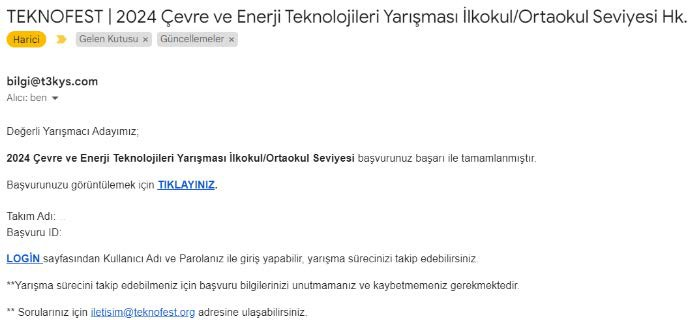 TEKNOFEST | 2024 Çevre ve Enerji Teknolojileri Yarışması İlkokul/Ortaokul Seviyesi Hk.
Harici Gelen Kutusu × Güncellemeler ×
bilgi@t3kys.com
Alıcı: ben
Değerli Yarışmacı Adayımız;
2024 Çevre ve Enerji Teknolojileri Yarışması İlkokul/Ortaokul Seviyesi başvurunuz başarı ile tamamlanmıştır.
Başvurunuzu görüntülemek için TIKLAYINIZ.
Takım Adı:
Başvuru ID:
LOGİN sayfasından Kullanıcı Adı ve Parolanız ile giriş yapabilir, yarışma sürecinizi takip edebilirsiniz.
**Yarışma sürecini takip edebilmeniz için başvuru bilgilerinizi unutmamanız ve kaybetmemeniz gerekmektedir.
** Sorularınız için iletisim@teknofest.org adresine ulaşabilirsiniz.